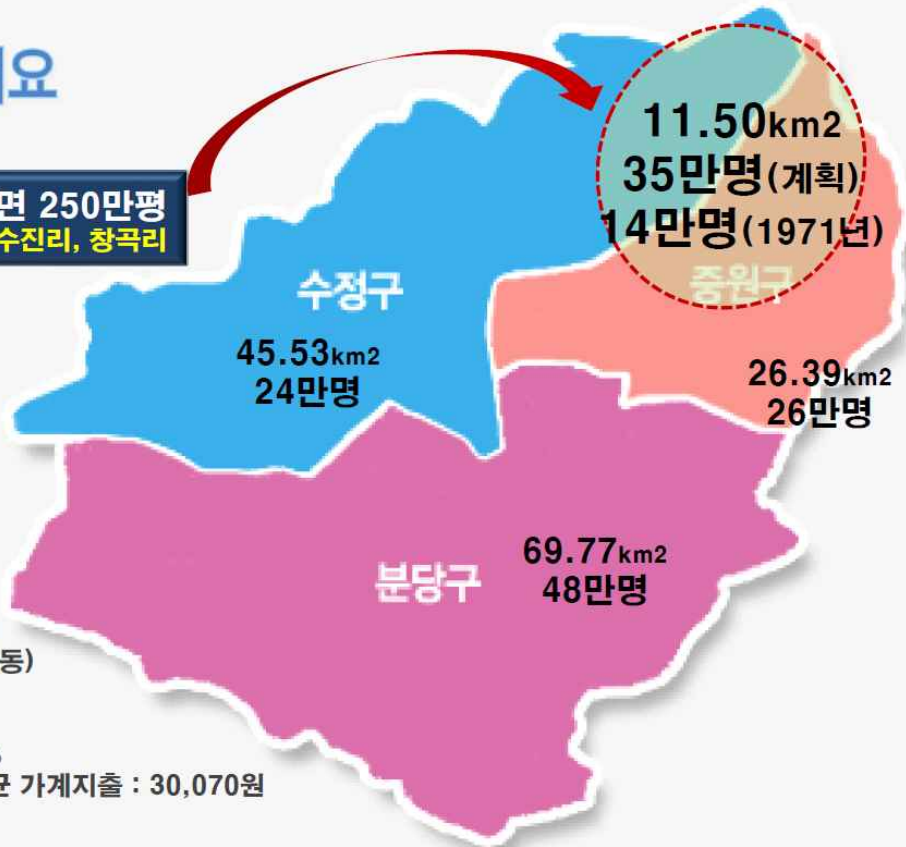 요
11.50km2
35만명(계획)
14만명(1971년)
면 250만평
수진리, 창곡리
수정구
중원구
45.53km2
24만명
26.39km2
26만명
분당구
69.77km2
48만명
동)
가계지출 : 30,070원